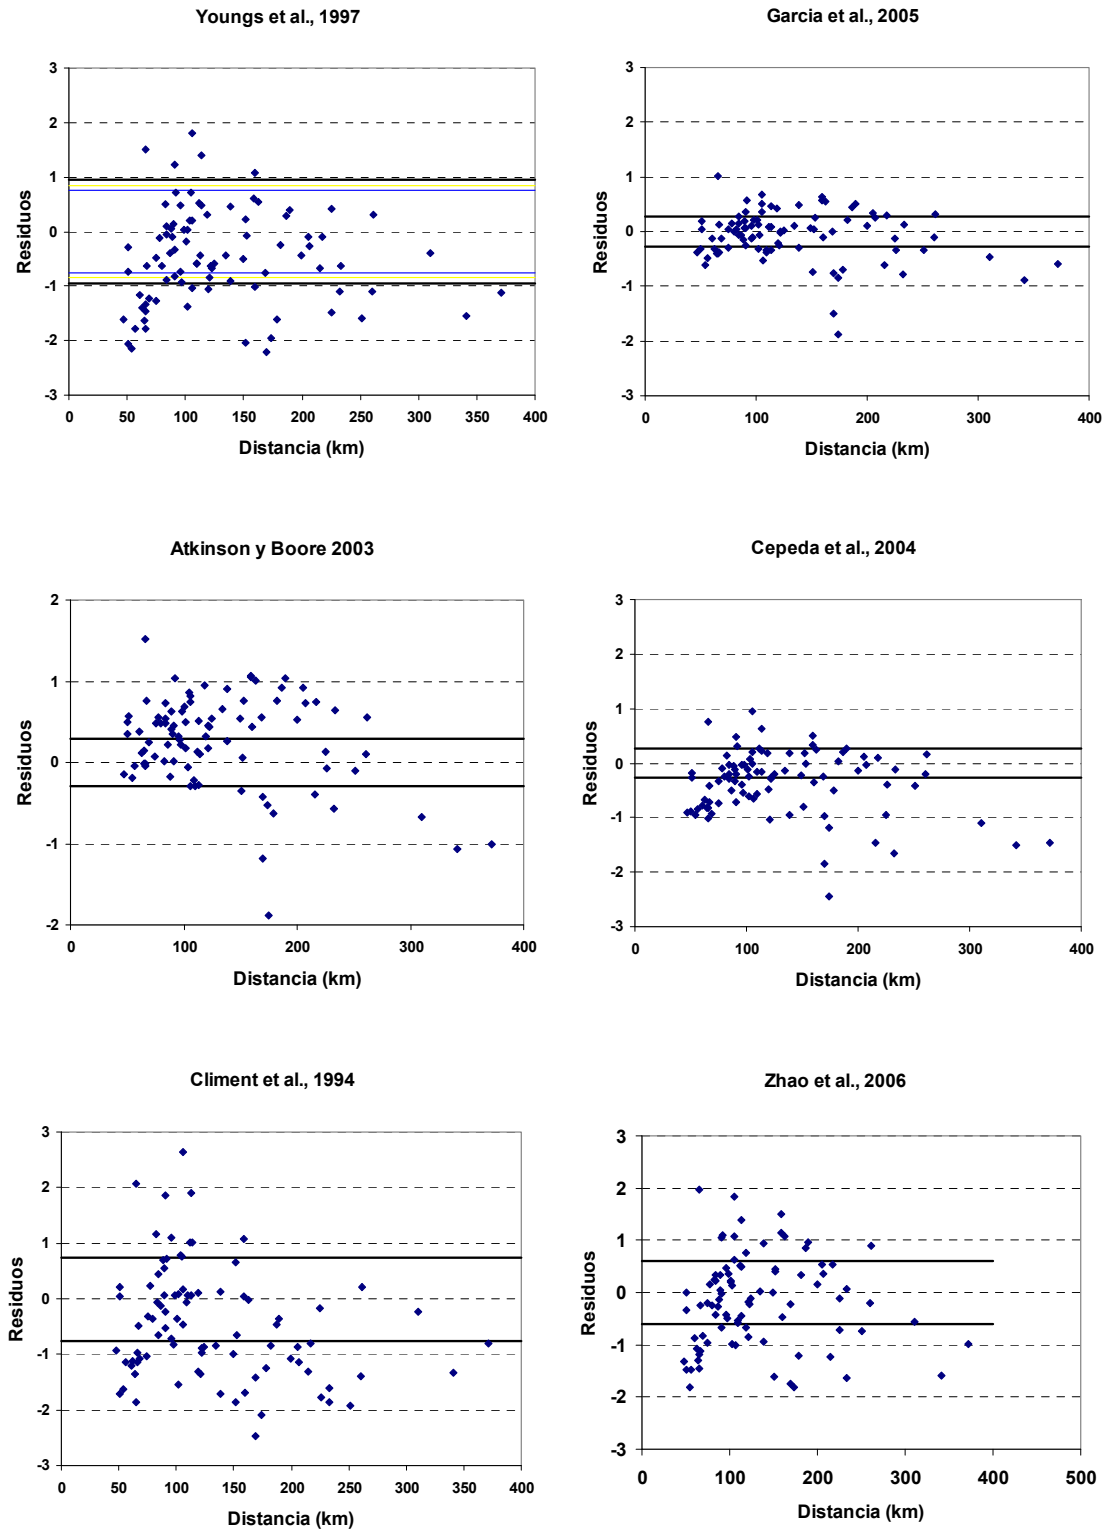 Youngs et al., 1997
3
2
1
0
-1
-2
-3
Residuos
0 50 100 150 200 250 300 350 400
Distancia (km)
Garcia et al., 2005
3
2
1
0
-1
-2
-3
Residuos
0 100 200 300 400
Distancia (km)
Atkinson y Boore 2003
2
1
0
-1
-2
Residuos
0 100 200 300 400
Distancia (km)
Cepeda et al., 2004
3
2
1
0
-1
-2
-3
Residuos
0 100 200 300 400
Distancia (km)
Climent et al., 1994
3
2
1
0
-1
-2
-3
Residuos
0 50 100 150 200 250 300 350 400
Distancia (km)
Zhao et al., 2006
3
2
1
0
-1
-2
-3
Residuos
0 100 200 300 400 500
Distancia (km)